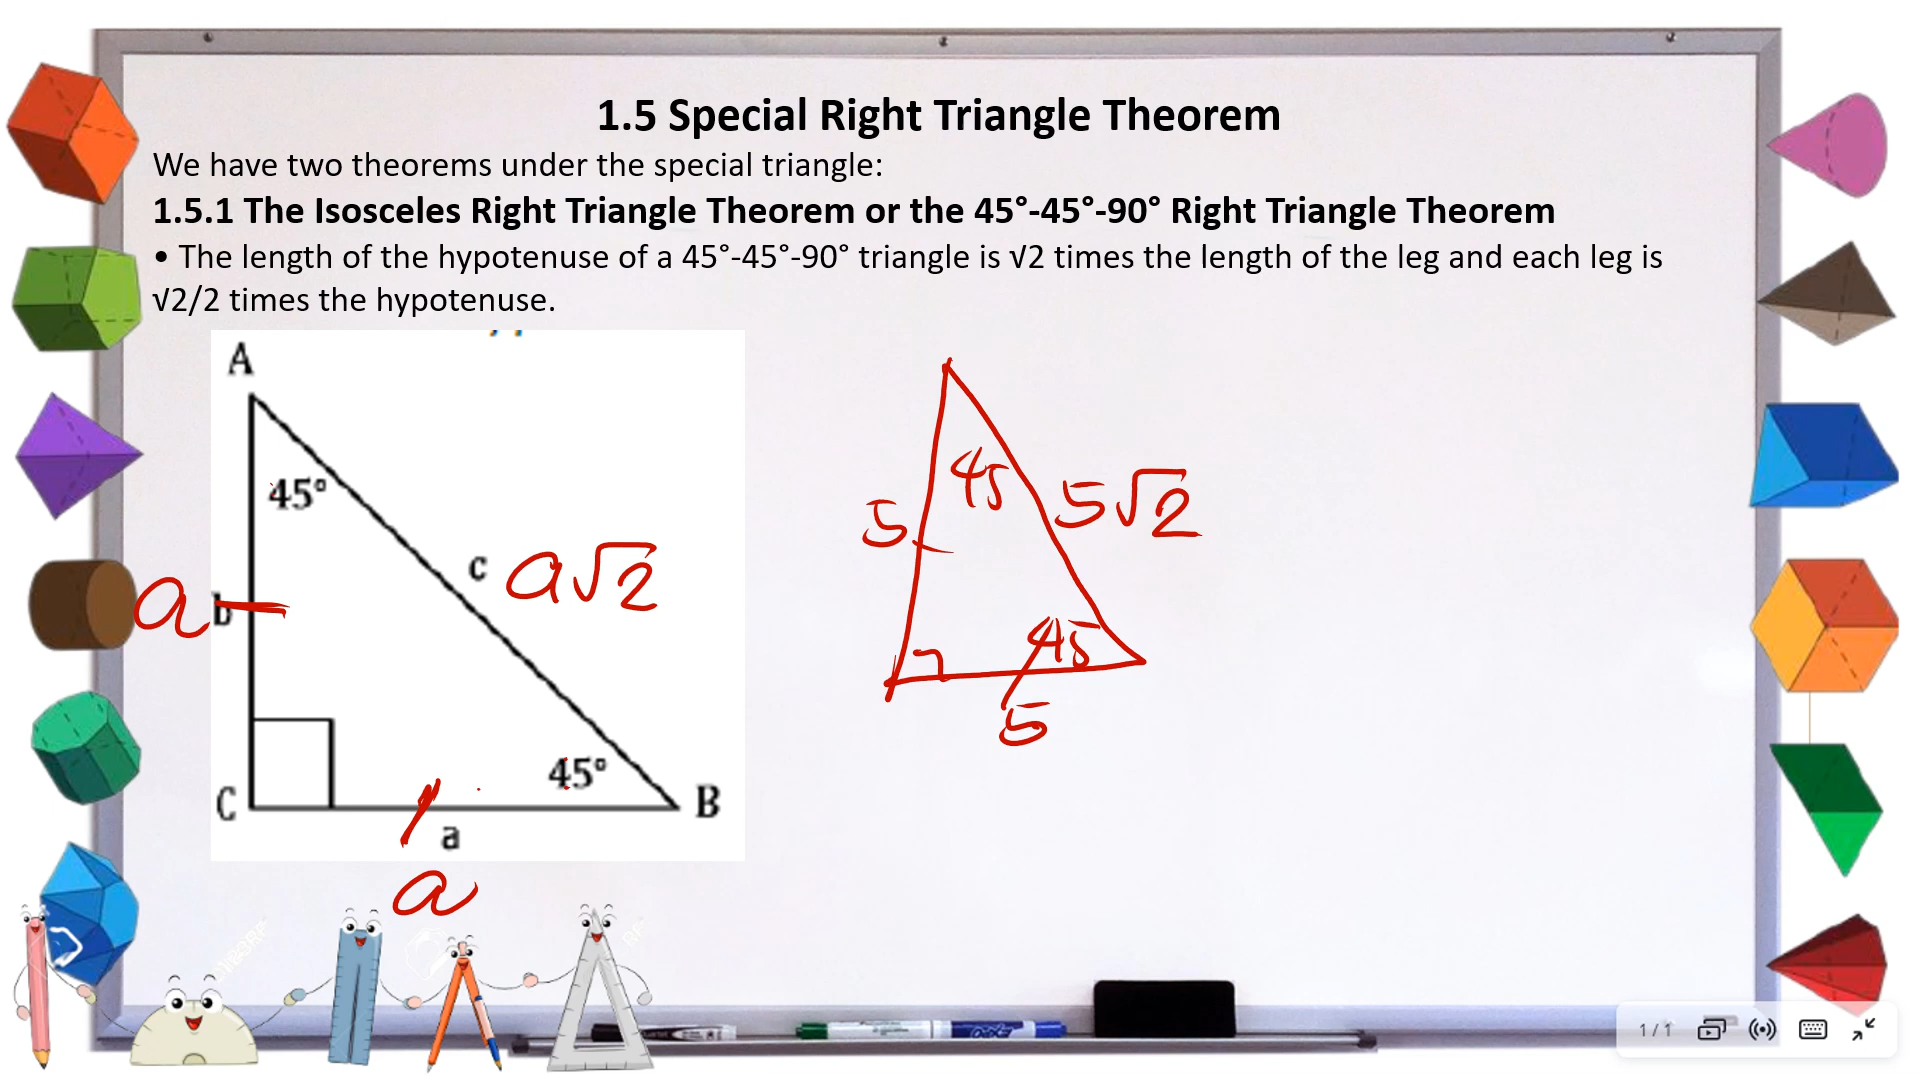 1.5 Special Right Triangle Theorem
We have two theorems under the special triangle:
1.5.1 The Isosceles Right Triangle Theorem or the 45°-45°-90° Right Triangle Theorem
• The length of the hypotenuse of a 45°-45°-90° triangle is √2 times the length of the leg and each leg is
√2/2 times the hypotenuse.
A
45°
c
a√2
a
b
45°
C
B
a
a
45
5√2
5
45
5
1/1